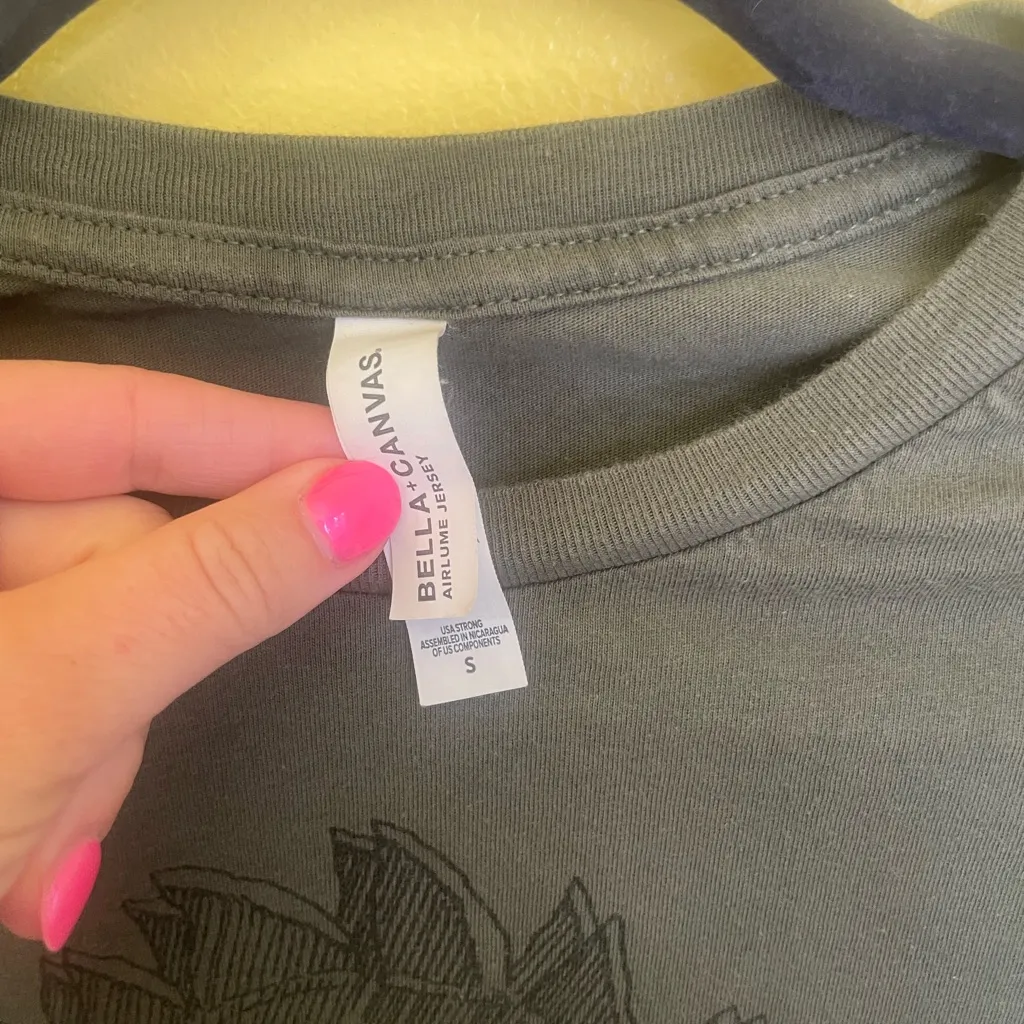 BELLA+CANVAS.
AIRLUME JERSEY
USA STRONG
ASSEMBLED IN NICARAGUA
OF US COMPONENTS
S